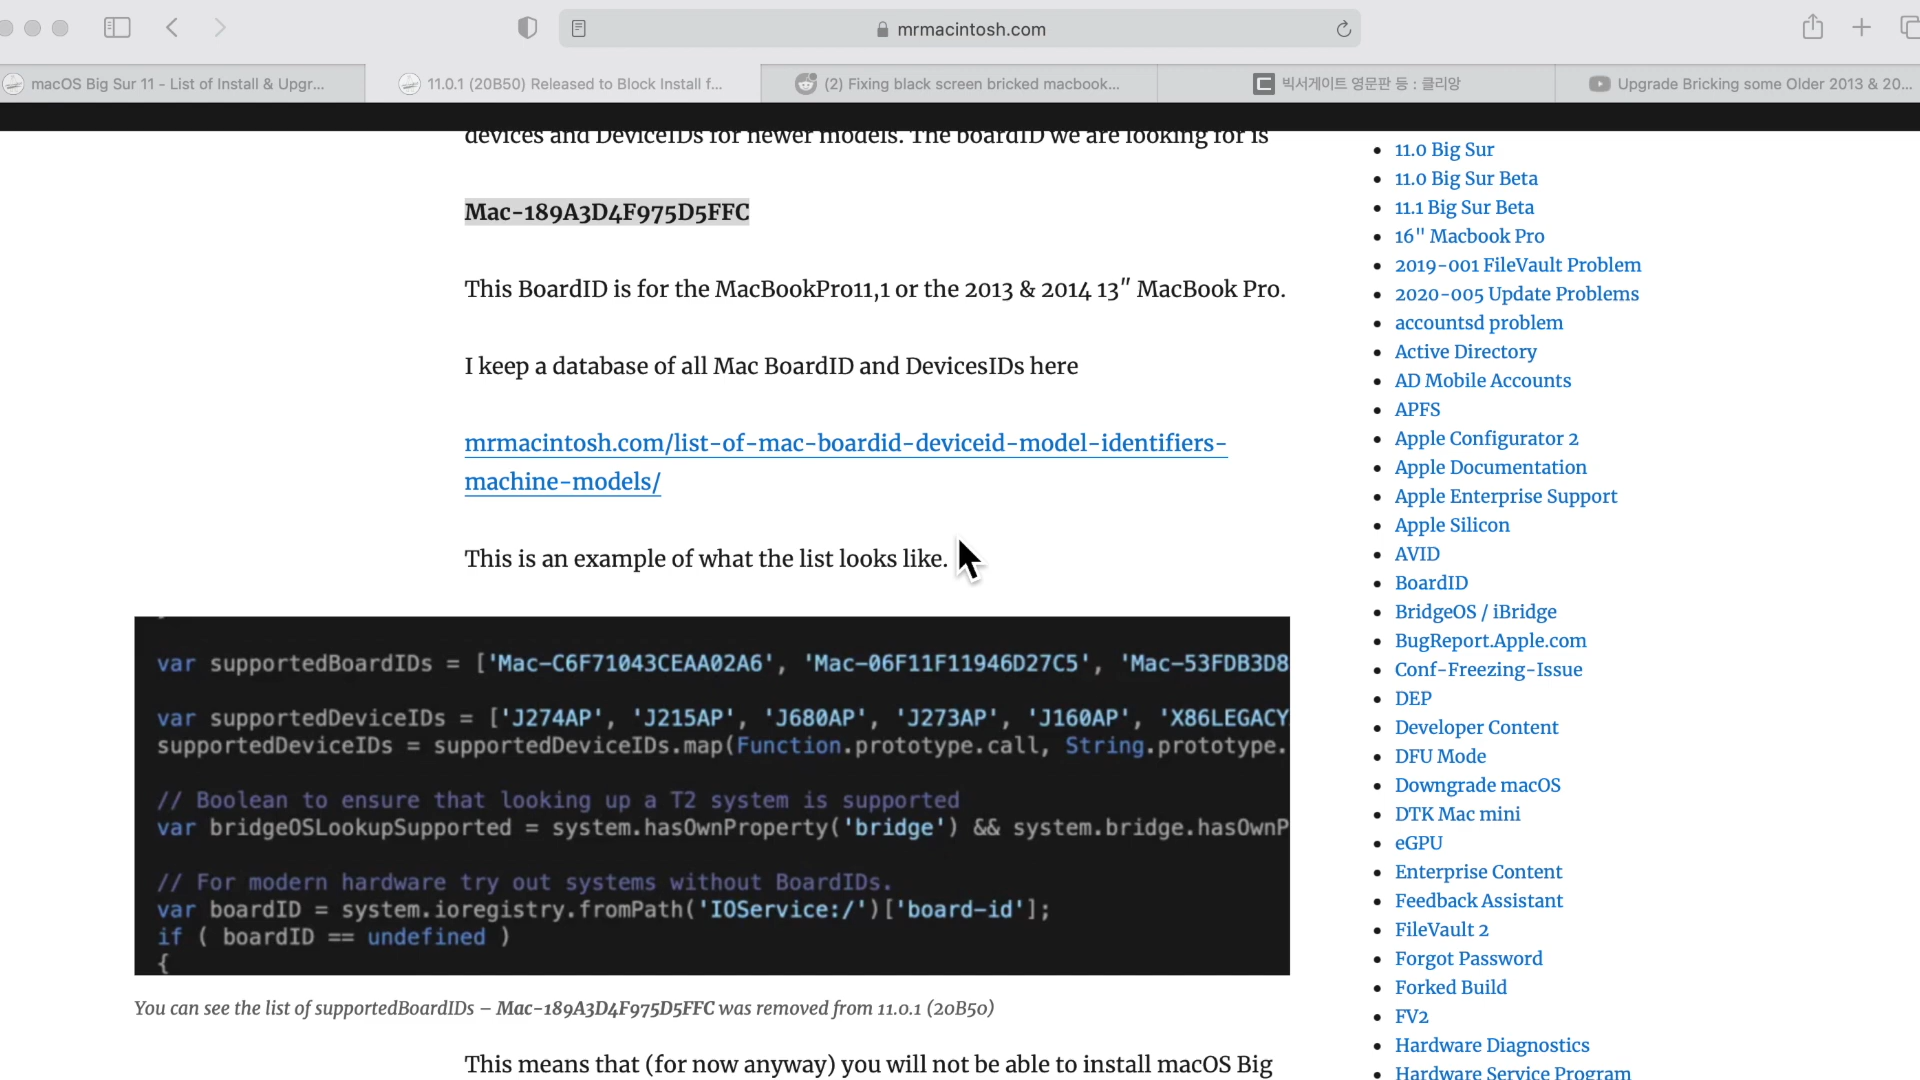 mrmacintosh.com
macOS Big Sur 11 - List of Install & Upgr...
11.0.1 (20B50) Released to Block Install f...
(2) Fixing black screen bricked macbook...
빅서게이트 영문판 등 : 클리앙
Upgrade Bricking some Older 2013 & 20...
devices and DeviceIDs for newer models. The boardID we are looking for is
Mac-189A3D4F975D5FFC
This BoardID is for the MacBookPro11,1 or the 2013 & 2014 13″ MacBook Pro.
I keep a database of all Mac BoardID and DevicesIDs here
mrmacintosh.com/list-of-mac-boardid-deviceid-model-identifiers-
machine-models/
This is an example of what the list looks like.
var supportedBoardIDs = ['Mac-C6F71043CEAA02A6', 'Mac-06F11F11946D27C5', 'Mac-53FDB3D8
var supportedDeviceIDs = ['J274AP', 'J215AP', 'J680AP', 'J273AP', 'J160AP', 'X86LEGACY
supportedDeviceIDs = supportedDeviceIDs.map(Function.prototype.call, String.prototype.
// Boolean to ensure that looking up a T2 system is supported
var bridgeOSLookupSupported = system.hasOwnProperty('bridge') && system.bridge.hasOwnP
// For modern hardware try out systems without BoardIDs.
var boardID = system.ioregistry.fromPath('IOService:/')['board-id'];
if ( boardID == undefined )
{
You can see the list of supportedBoardIDs – Mac-189A3D4F975D5FFC was removed from 11.0.1 (20B50)
This means that (for now anyway) you will not be able to install macOS Big
11.0 Big Sur
11.0 Big Sur Beta
11.1 Big Sur Beta
16" Macbook Pro
2019-001 FileVault Problem
2020-005 Update Problems
accountsd problem
Active Directory
AD Mobile Accounts
APFS
Apple Configurator 2
Apple Documentation
Apple Enterprise Support
Apple Silicon
AVID
BoardID
BridgeOS / iBridge
BugReport.Apple.com
Conf-Freezing-Issue
DEP
Developer Content
DFU Mode
Downgrade macOS
DTK Mac mini
eGPU
Enterprise Content
Feedback Assistant
FileVault 2
Forgot Password
Forked Build
FV2
Hardware Diagnostics
Hardware Service Program